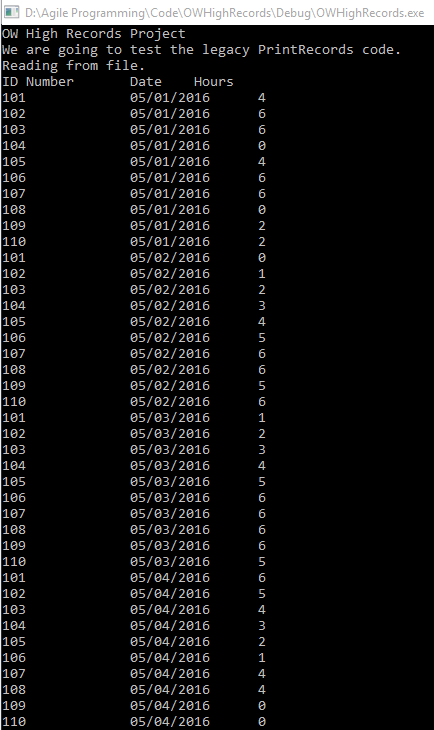 D:\Agile Programming\Code\OWHighRecords\Debug\OWHighRecords.exe
OW High Records Project
We are going to test the legacy PrintRecords code.
Reading from file.
ID Number Date Hours
101 05/01/2016 4
102 05/01/2016 6
103 05/01/2016 6
104 05/01/2016 0
105 05/01/2016 4
106 05/01/2016 6
107 05/01/2016 6
108 05/01/2016 0
109 05/01/2016 2
110 05/01/2016 2
101 05/02/2016 0
102 05/02/2016 1
103 05/02/2016 2
104 05/02/2016 3
105 05/02/2016 4
106 05/02/2016 5
107 05/02/2016 6
108 05/02/2016 6
109 05/02/2016 5
110 05/02/2016 6
101 05/03/2016 1
102 05/03/2016 2
103 05/03/2016 3
104 05/03/2016 4
105 05/03/2016 5
106 05/03/2016 6
107 05/03/2016 6
108 05/03/2016 6
109 05/03/2016 6
110 05/03/2016 5
101 05/04/2016 6
102 05/04/2016 5
103 05/04/2016 4
104 05/04/2016 3
105 05/04/2016 2
106 05/04/2016 1
107 05/04/2016 4
108 05/04/2016 4
109 05/04/2016 0
110 05/04/2016 0